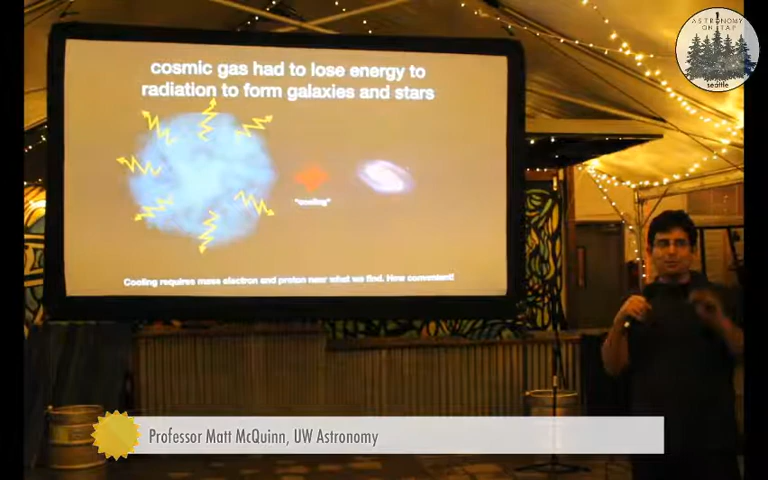 cosmic gas had to lose energy to
radiation to form galaxies and stars
"cooling"
Cooling requires mass electron and proton near what we find. How convenient!
ASTRONOMY
ON TAP
seattle
Professor Matt McQuinn, UW Astronomy